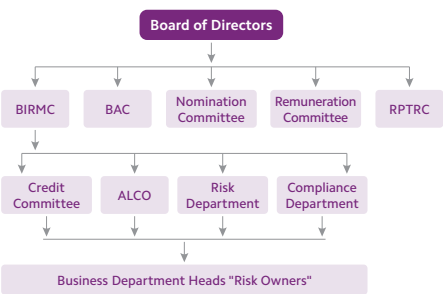 Board of Directors
BIRMC
BAC
Nomination
Committee
Remuneration
Committee
RPTRC
Credit
Committee
ALCO
Risk
Department
Compliance
Department
Business Department Heads "Risk Owners"